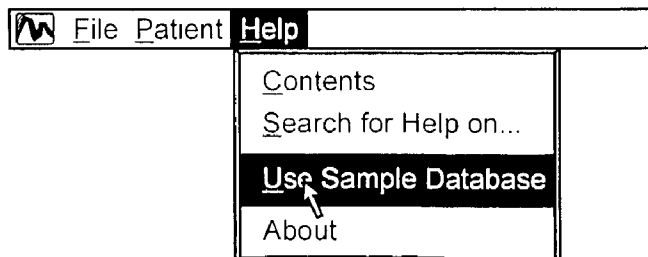 File Patient Help
Contents
Search for Help on...
Use Sample Database
About